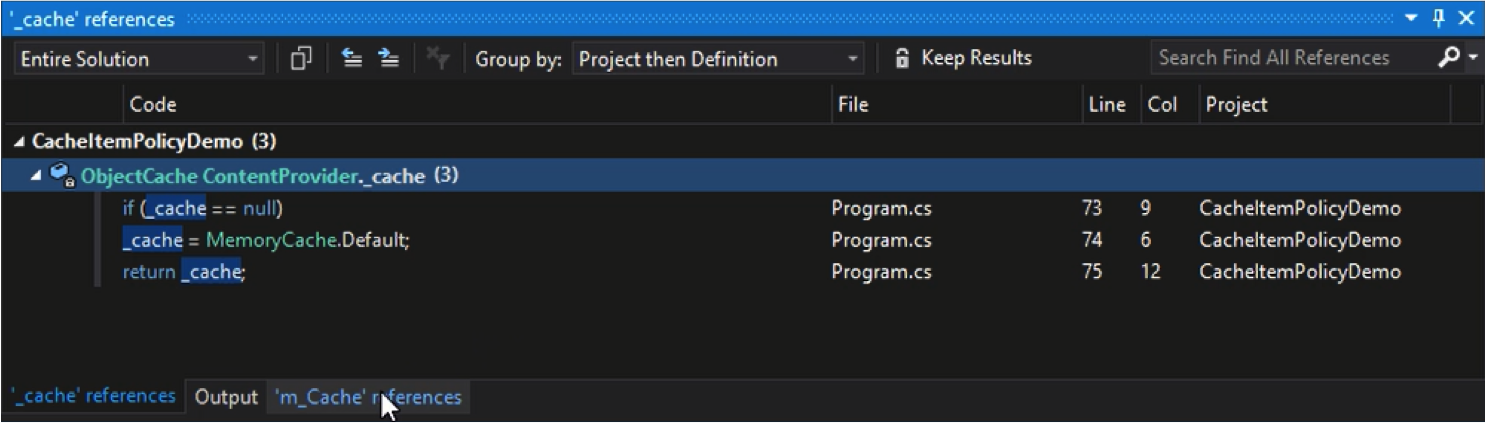 '_cache' references
Entire Solution Group by: Project then Definition Keep Results Search Find All References
Code File Line Col Project
CacheItemPolicyDemo (3)
ObjectCache ContentProvider._cache (3)
if (_cache == null) Program.cs 73 9 CacheItemPolicyDemo
_cache = MemoryCache.Default; Program.cs 74 6 CacheItemPolicyDemo
return _cache; Program.cs 75 12 CacheItemPolicyDemo
'_cache' references Output 'm_Cache' references